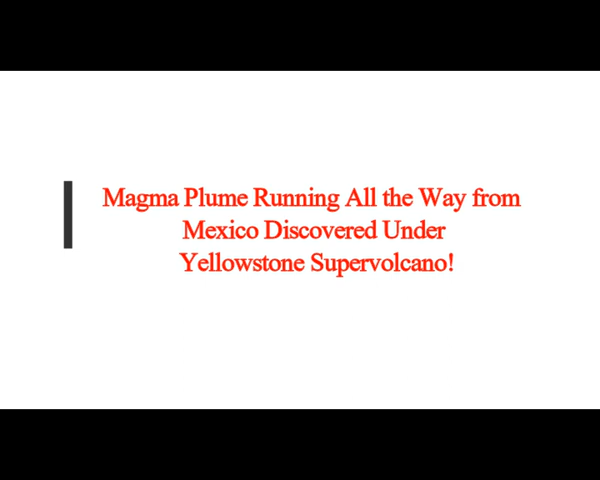 Magma Plume Running All the Way from
Mexico Discovered Under
Yellowstone Supervolcano!